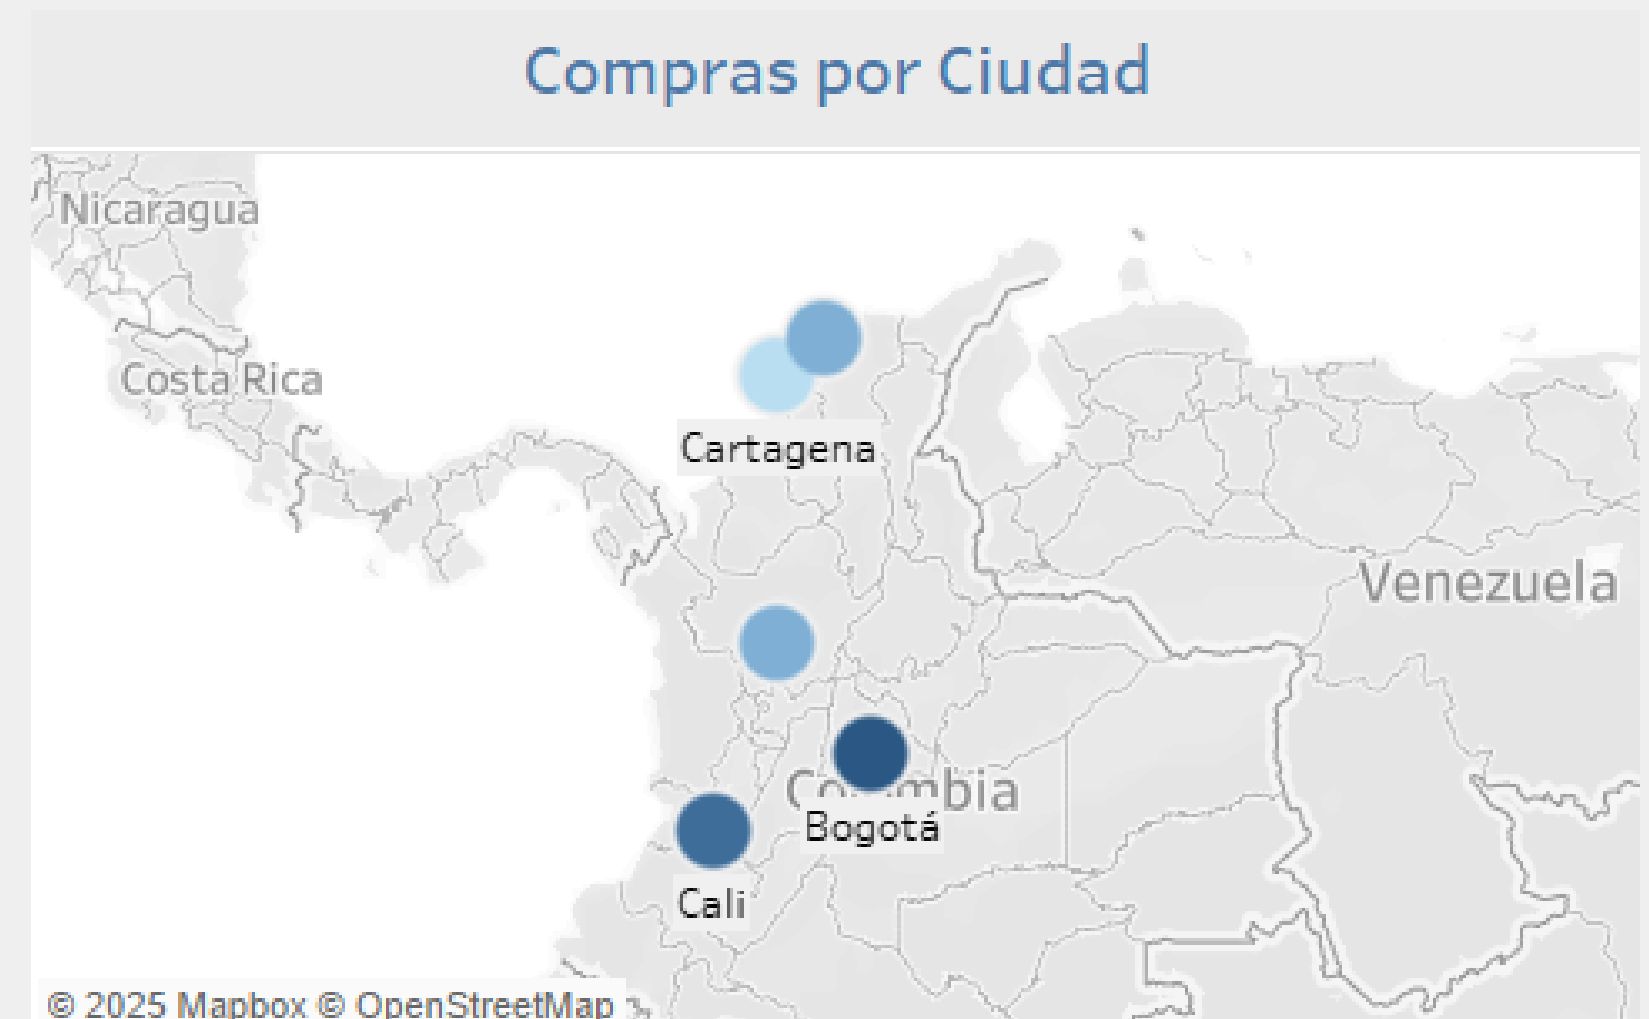 Compras por Ciudad
Nicaragua
Costa Rica
Cartagena
Venezuela
Bogotá
Cali
© 2025 Mapbox © OpenStreetMap